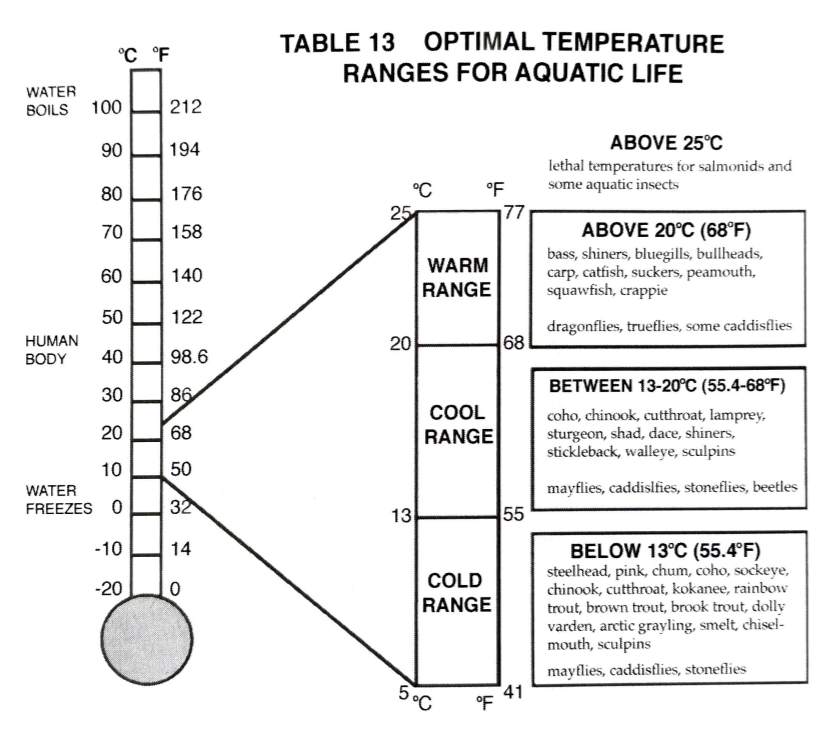 TABLE 13 OPTIMAL TEMPERATURE
RANGES FOR AQUATIC LIFE
°C °F
WATER
BOILS
100 212
90 194
80 176
70 158
60 140
50 122
HUMAN
BODY
40 98.6
30 86
20 68
10 50
WATER
FREEZES
0 32
-10 14
-20 0
°C °F
25 77
WARM
RANGE
20 68
COOL
RANGE
13 55
COLD
RANGE
5 41
°C °F
ABOVE 25°C
lethal temperatures for salmonids and
some aquatic insects
ABOVE 20°C (68°F)
bass, shiners, bluegills, bullheads,
carp, catfish, suckers, peamouth,
squawfish, crappie
dragonflies, trueflies, some caddisflies
BETWEEN 13-20°C (55.4-68°F)
coho, chinook, cutthroat, lamprey,
sturgeon, shad, dace, shiners,
stickleback, walleye, sculpins
mayflies, caddislfies, stoneflies, beetles
BELOW 13°C (55.4°F)
steelhead, pink, chum, coho, sockeye,
chinook, cutthroat, kokanee, rainbow
trout, brown trout, brook trout, dolly
varden, arctic grayling, smelt, chisel-
mouth, sculpins
mayflies, caddisflies, stoneflies